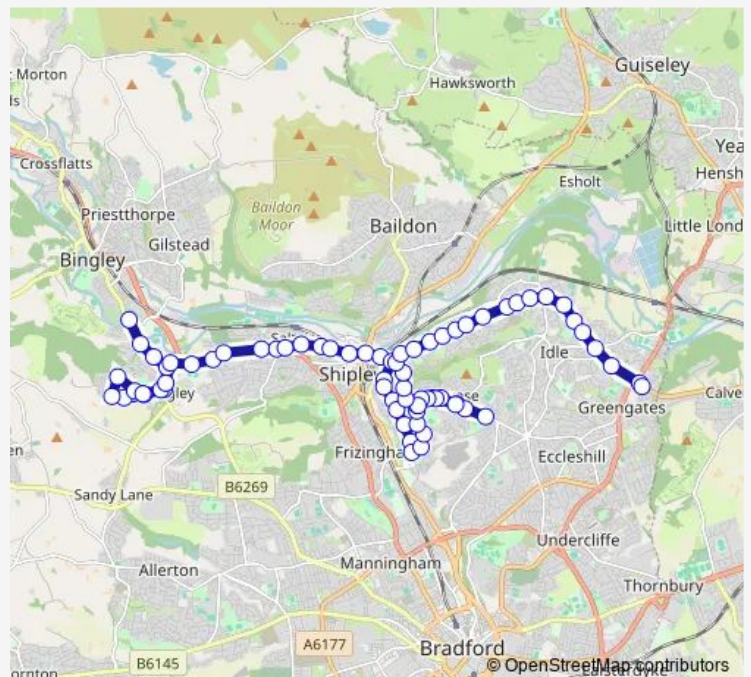 Guiseley
Morton
Hawksworth
Yea
Crossflatts
Hensh
Esholt
Priestthorpe
Baildon
Moor
Baildon
Little Lond
Gilstead
Bingley
Idle
Shipley
Calve
Greengates
Frizingha
Eccleshill
B6269
Sandy Lane
Undercliffe
Manningham
Allerton
Thornbury
A6177
Bradford
B6145
© OpenStreetMap contributors